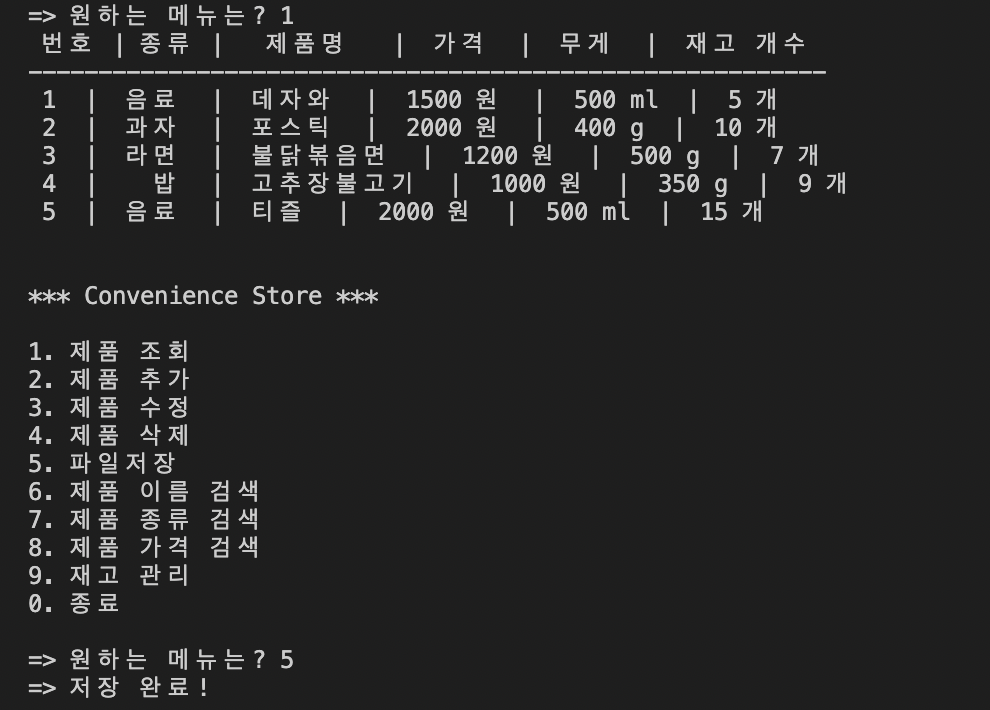 => 원하는 메뉴는? 1
번호 | 종류 | 제품명 | 가격 | 무게 | 재고 개수
---------------------------------------------------------
1 | 음료 | 데자와 | 1500 원 | 500 ml | 5 개
2 | 과자 | 포스틱 | 2000 원 | 400 g | 10 개
3 | 라면 | 불닭볶음면 | 1200 원 | 500 g | 7 개
4 | 밥 | 고추장불고기 | 1000 원 | 350 g | 9 개
5 | 음료 | 티즐 | 2000 원 | 500 ml | 15 개
*** Convenience Store ***
1. 제품 조회
2. 제품 추가
3. 제품 수정
4. 제품 삭제
5. 파일저장
6. 제품 이름 검색
7. 제품 종류 검색
8. 제품 가격 검색
9. 재고 관리
0. 종료
=> 원하는 메뉴는? 5
=> 저장 완료!